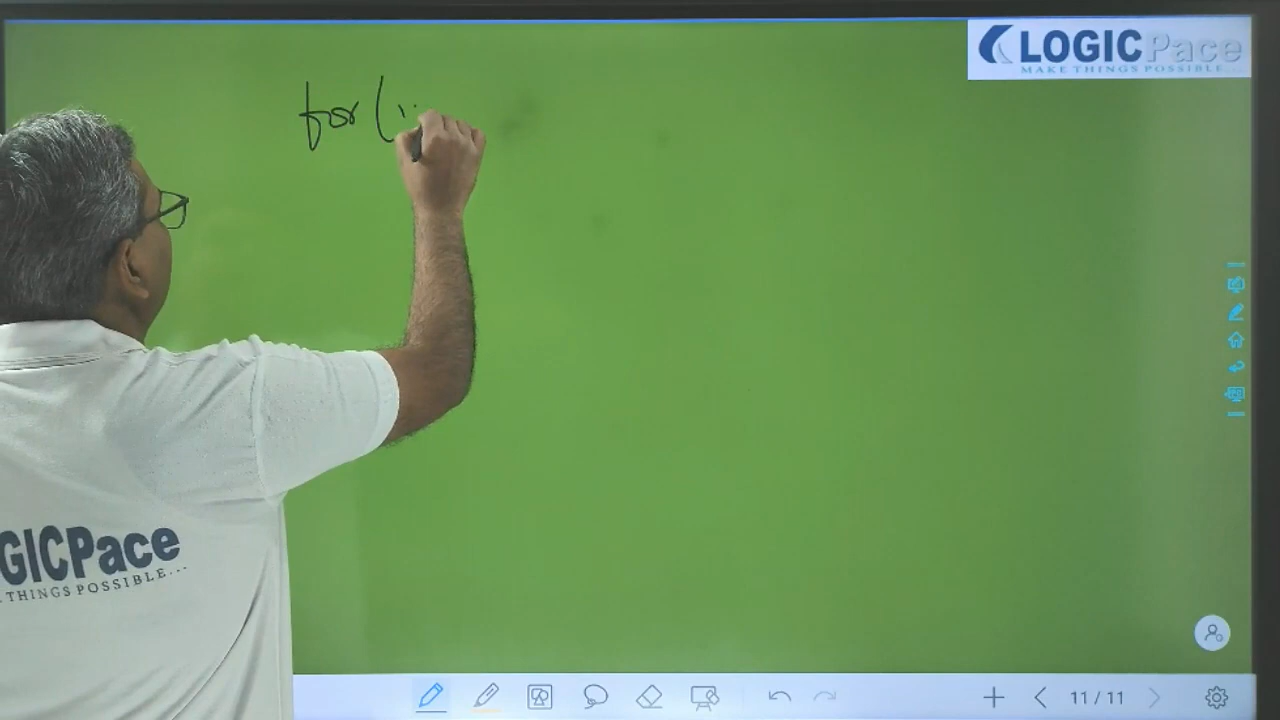 LOGICPace
MAKE THINGS POSSIBLE...
for (i
GICPace
THINGS POSSIBLE...
11 / 11